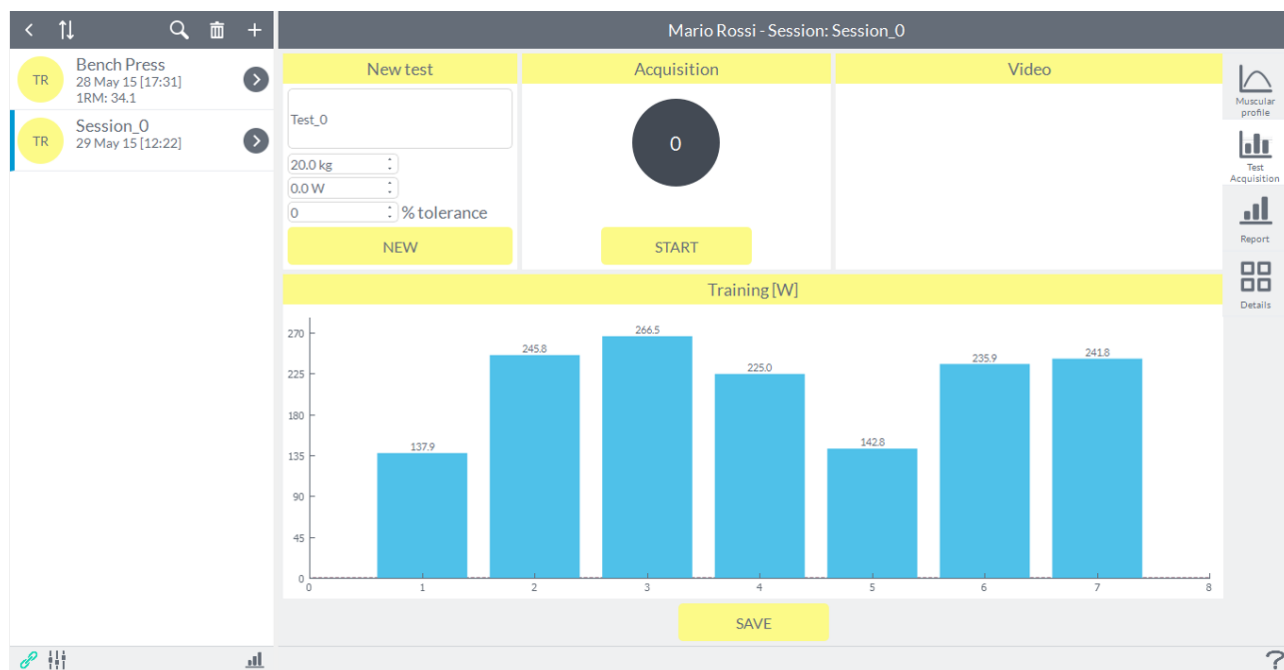 Mario Rossi - Session: Session_0
TR
Bench Press
28 May 15 [17:31]
1RM: 34.1
TR
Session_0
29 May 15 [12:22]
New test
Test_0
20.0 kg
0.0 W
0
% tolerance
NEW
Acquisition
0
START
Video
Muscular
profile
Test
Acquisition
Report
Details
Training [W]
270
225
180
135
90
45
0
137.9
245.8
266.5
225.0
142.8
235.9
241.8
0 1 2 3 4 5 6 7 8
SAVE
?